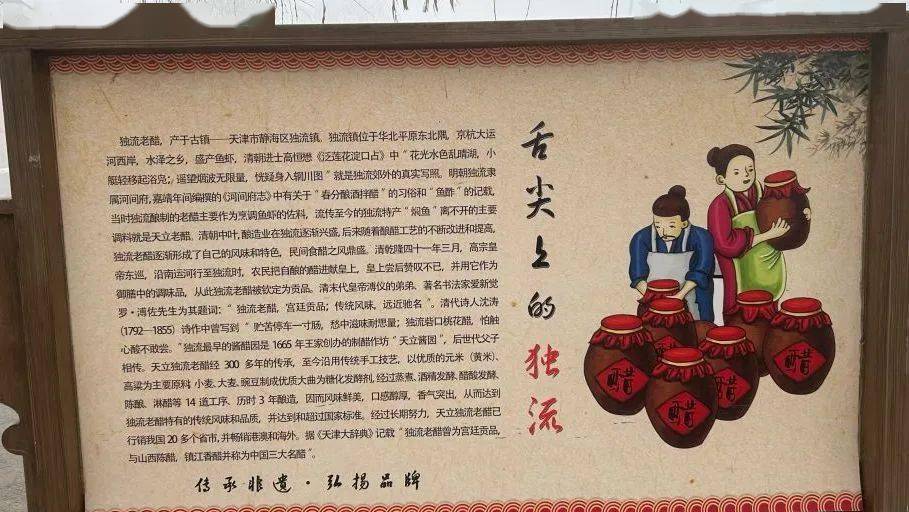 独流老醋，产于古镇——天津市静海区独流镇。独流镇位于华北平原东北隅，京杭大运
河西岸，水泽之乡，盛产鱼虾，清朝进士高恒懋《泛莲花淀口占》中“花光水色乱晴湖，小
艇轻移起浴凫；遥望烟波无限量，恍疑身入辋川图”就是独流郊外的真实写照。明朝独流隶
属河间府，嘉靖年间编撰的《河间府志》中有关于“春分酿酒拌醋”的习俗和“鱼酢”的记载，
当时独流酿制的老醋主要作为烹调鱼虾的佐料，流传至今的独流特产“焖鱼”离不开的主要
调料就是天立老醋。清朝中叶，酿造业在独流逐渐兴盛，后来随着酿醋工艺的不断改进和提高，
独流老醋逐渐形成了自己的风味和特色，民间食醋之风鼎盛。清乾隆四十一年三月，高宗皇
帝东巡，沿南运河行至独流时，农民把自酿的醋进献皇上，皇上尝后赞叹不已，并用它作为
御膳中的调味品，从此独流老醋被钦定为贡品。清末代皇帝溥仪的弟弟、著名书法家爱新觉
罗·溥佐先生为其题词：“独流老醋，宫廷贡品；传统风味，远近驰名”。清代诗人沈涛
(1792—1855) 诗作中曾写到“贮苦停车一寸肠，愁中滋味耐思量；独流砦口桃花醋，怕触
心酸不敢尝。”独流最早的酱醋园是 1665 年王家创办的制醋作坊“天立酱园”，后世代父子
相传。天立独流老醋经 300 多年的传承，至今沿用传统手工技艺，以优质的元米（黄米）、
高粱为主要原料 小麦、大麦、豌豆制成优质大曲为糖化发酵剂，经过蒸煮、酒精发酵、醋酸发酵、
陈酿、淋醋等 14 道工序、历时 3 年酿造，因而风味鲜美，口感醇厚，香气突出，从而达到
独流老醋特有的传统风味和品质，并达到和超过国家标准。经过长期努力，天立独流老醋已
行销我国 20 多个省市，并畅销港澳和海外。据《天津大辞典》记载“独流老醋曾为宫廷贡品，
与山西陈醋，镇江香醋并称为中国三大名醋”。
传承非遗·弘扬品牌
舌尖上的独流
醋
醋
醋
醋